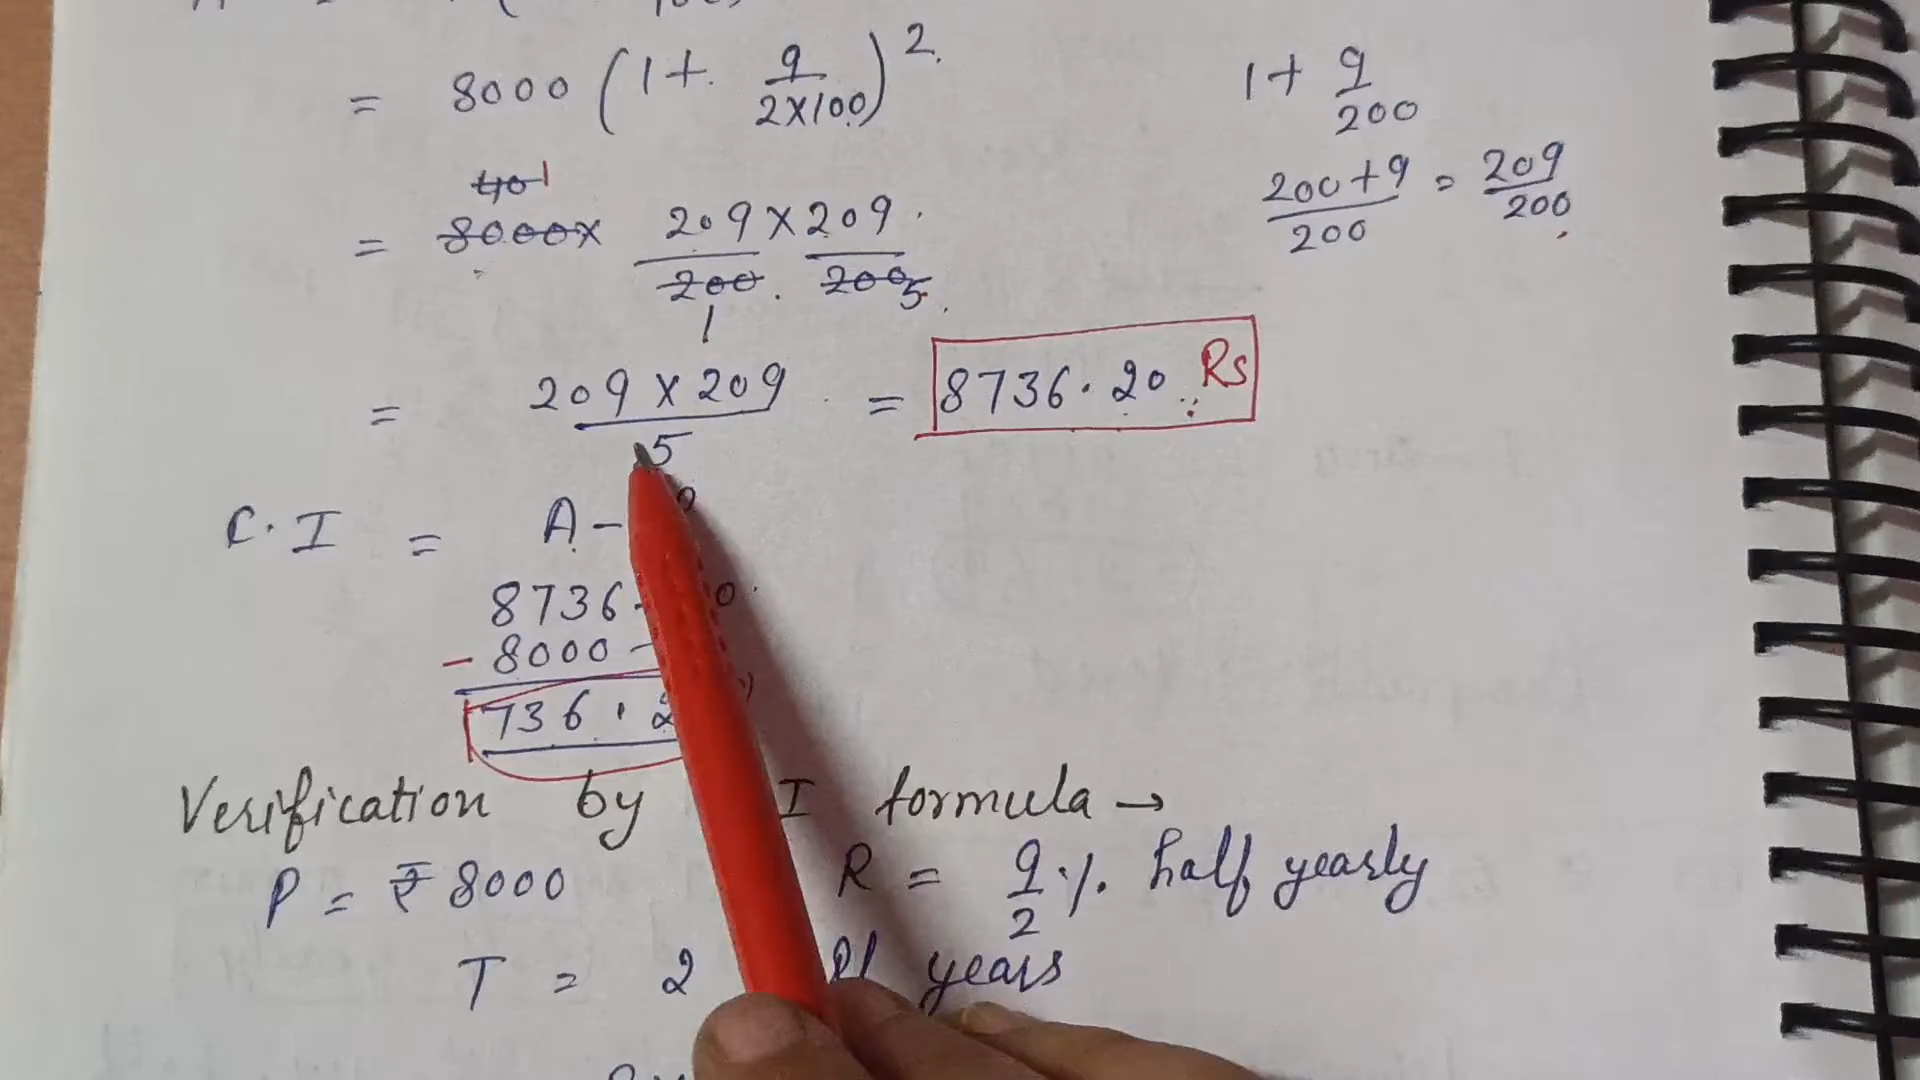 = 8000 (1 + 9/2×100)²
1 + 9/200
200+9/200 = 209/200
40 1
= 8000 × 209 × 209 / 200 . 200 5
1
= 209 × 209 / 5 = 8736.20 Rs
C.I = A -
8736.
- 8000 -
736.2
Verification by I formula →
P = ₹ 8000 R = 9/2 %. half yearly
T = 2 years